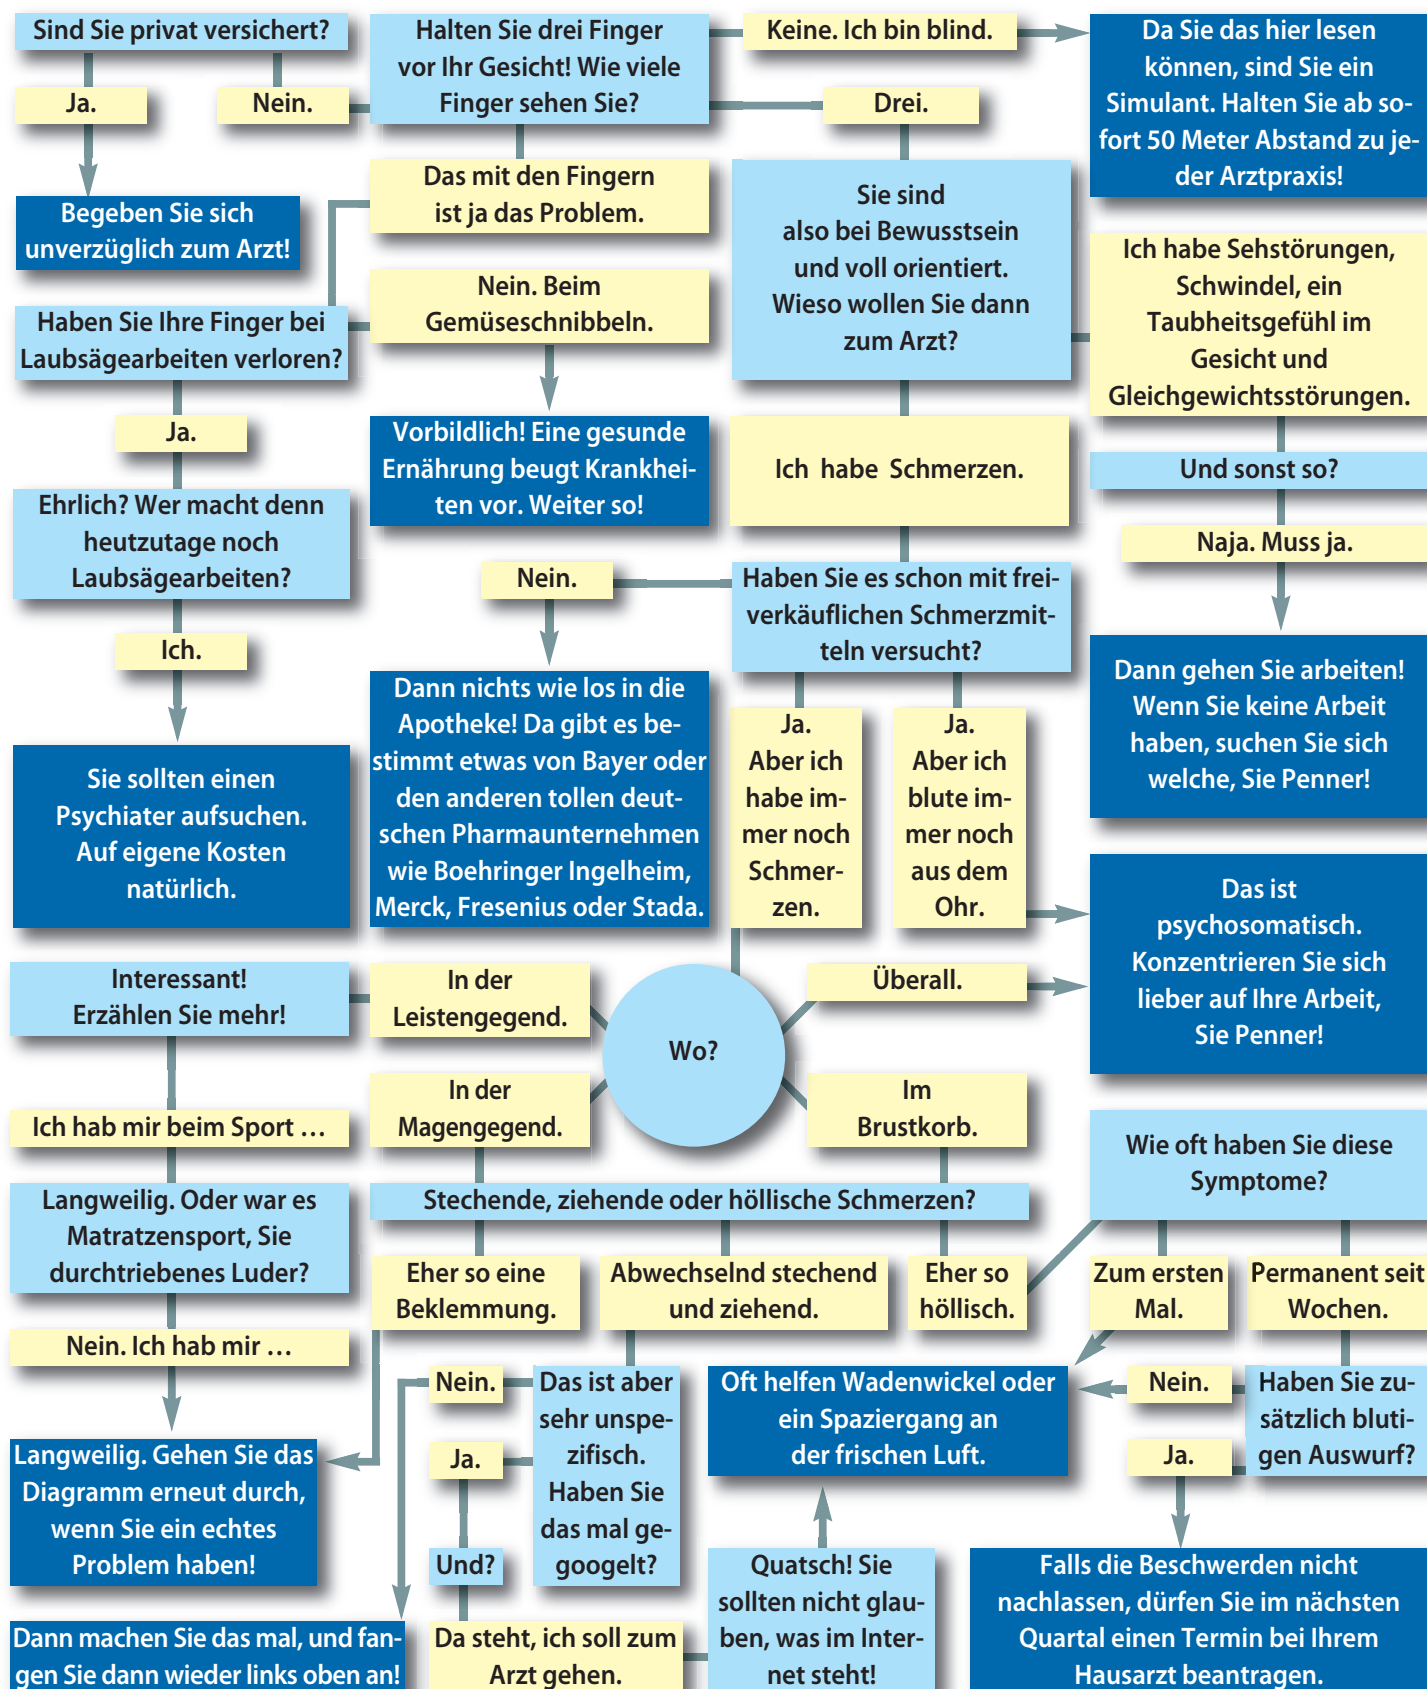 Sind Sie privat versichert?
Ja.
Nein.
Begeben Sie sich
unverzüglich zum Arzt!
Halten Sie drei Finger
vor Ihr Gesicht! Wie viele
Finger sehen Sie?
Keine. Ich bin blind.
Da Sie das hier lesen
können, sind Sie ein
Simulant. Halten Sie ab so-
fort 50 Meter Abstand zu je-
der Arztpraxis!
Drei.
Das mit den Fingern
ist ja das Problem.
Haben Sie Ihre Finger bei
Laubsägearbeiten verloren?
Nein. Beim
Gemüseschnibbeln.
Vorbildlich! Eine gesunde
Ernährung beugt Krankhei-
ten vor. Weiter so!
Ja.
Ehrlich? Wer macht denn
heutzutage noch
Laubsägearbeiten?
Ich.
Sie sollten einen
Psychiater aufsuchen.
Auf eigene Kosten
natürlich.
Sie sind
also bei Bewusstsein
und voll orientiert.
Wieso wollen Sie dann
zum Arzt?
Ich habe Sehstörungen,
Schwindel, ein
Taubheitsgefühl im
Gesicht und
Gleichgewichtsstörungen.
Und sonst so?
Naja. Muss ja.
Dann gehen Sie arbeiten!
Wenn Sie keine Arbeit
haben, suchen Sie sich
welche, Sie Penner!
Ich habe Schmerzen.
Haben Sie es schon mit frei-
verkäuflichen Schmerzmit-
teln versucht?
Nein.
Dann nichts wie los in die
Apotheke! Da gibt es be-
stimmt etwas von Bayer oder
den anderen tollen deut-
schen Pharmaunternehmen
wie Boehringer Ingelheim,
Merck, Fresenius oder Stada.
Ja.
Aber ich
habe im-
mer noch
Schmer-
zen.
Ja.
Aber ich
blute im-
mer noch
aus dem
Ohr.
Das ist
psychosomatisch.
Konzentrieren Sie sich
lieber auf Ihre Arbeit,
Sie Penner!
Wo?
Überall.
In der
Leistengegend.
Interessant!
Erzählen Sie mehr!
Ich hab mir beim Sport …
Langweilig. Oder war es
Matratzensport, Sie
durchtriebenes Luder?
Nein. Ich hab mir …
Langweilig. Gehen Sie das
Diagramm erneut durch,
wenn Sie ein echtes
Problem haben!
In der
Magengegend.
Im
Brustkorb.
Stechende, ziehende oder höllische Schmerzen?
Eher so eine
Beklemmung.
Abwechselnd stechend
und ziehend.
Eher so
höllisch.
Wie oft haben Sie diese
Symptome?
Zum ersten
Mal.
Permanent seit
Wochen.
Haben Sie zu-
sätzlich bluti-
gen Auswurf?
Nein.
Ja.
Oft helfen Wadenwickel oder
ein Spaziergang an
der frischen Luft.
Falls die Beschwerden nicht
nachlassen, dürfen Sie im nächsten
Quartal einen Termin bei Ihrem
Hausarzt beantragen.
Das ist aber
sehr unspe-
zifisch.
Haben Sie
das mal ge-
googelt?
Nein.
Dann machen Sie das mal, und fan-
gen Sie dann wieder links oben an!
Ja.
Und?
Da steht, ich soll zum
Arzt gehen.
Quatsch! Sie
sollten nicht glau-
ben, was im Inter-
net steht!